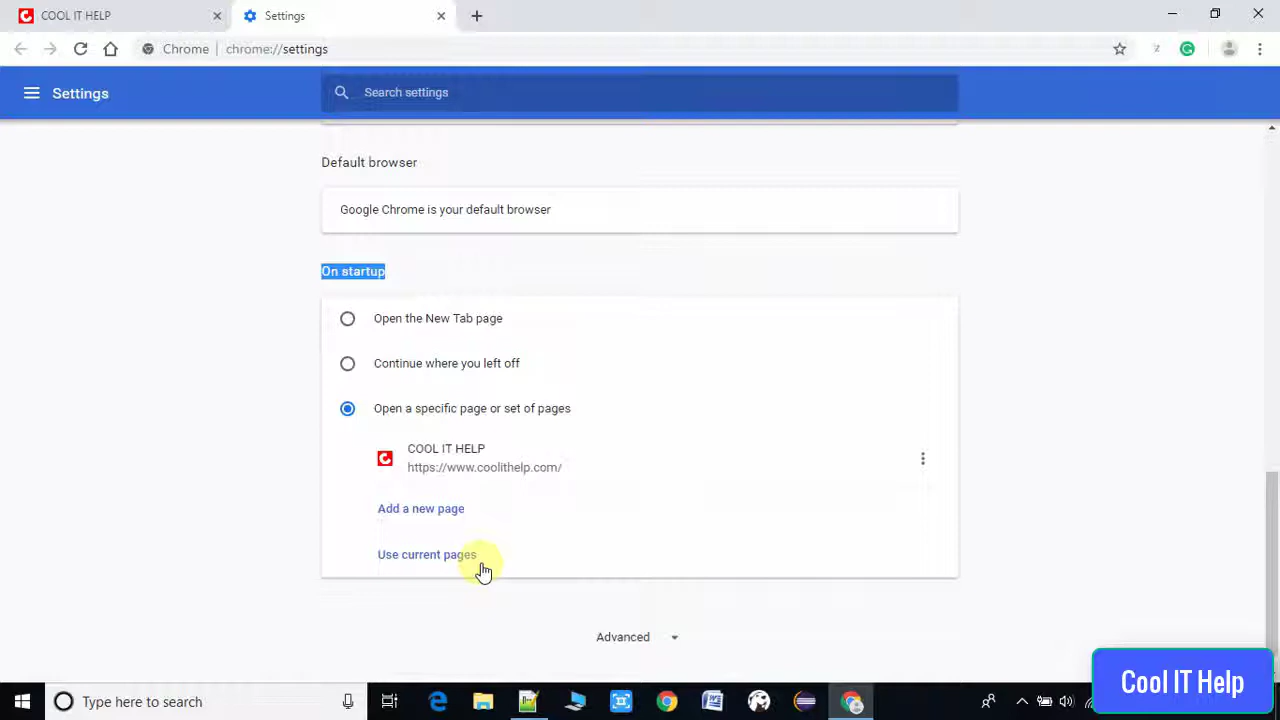 COOL IT HELP
Settings
Chrome | chrome://settings
Settings
Search settings
Default browser
Google Chrome is your default browser
On startup
Open the New Tab page
Continue where you left off
Open a specific page or set of pages
COOL IT HELP
https://www.coolithelp.com/
Add a new page
Use current pages
Advanced
Type here to search
Cool IT Help